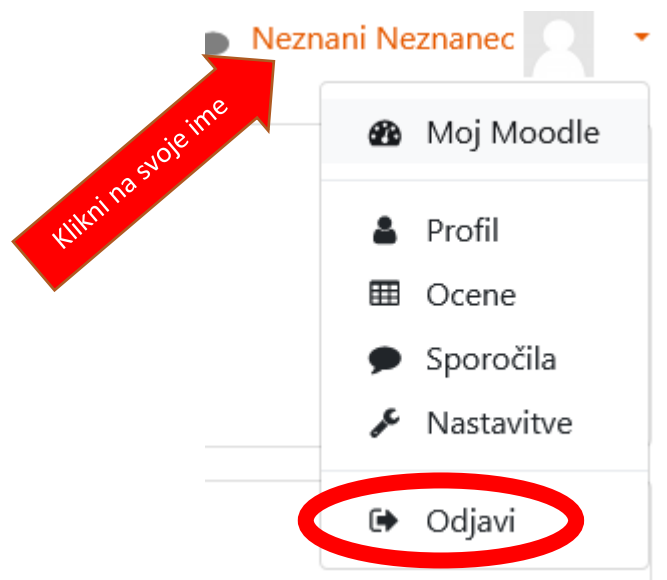 Neznani Neznanec
Klikni na svoje ime
Moj Moodle
Profil
Ocene
Sporočila
Nastavitve
Odjavi